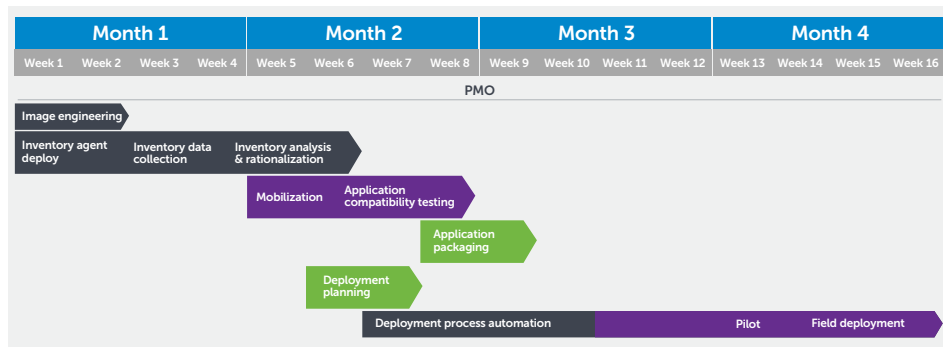 Month 1 Month 2 Month 3 Month 4
Week 1 Week 2 Week 3 Week 4 Week 5 Week 6 Week 7 Week 8 Week 9 Week 10 Week 11 Week 12 Week 13 Week 14 Week 15 Week 16
PMO
Image engineering
Inventory agent
deploy
Inventory data
collection
Inventory analysis
& rationalization
Mobilization
Application
compatibility testing
Application
packaging
Deployment
planning
Deployment process automation
Pilot
Field deployment